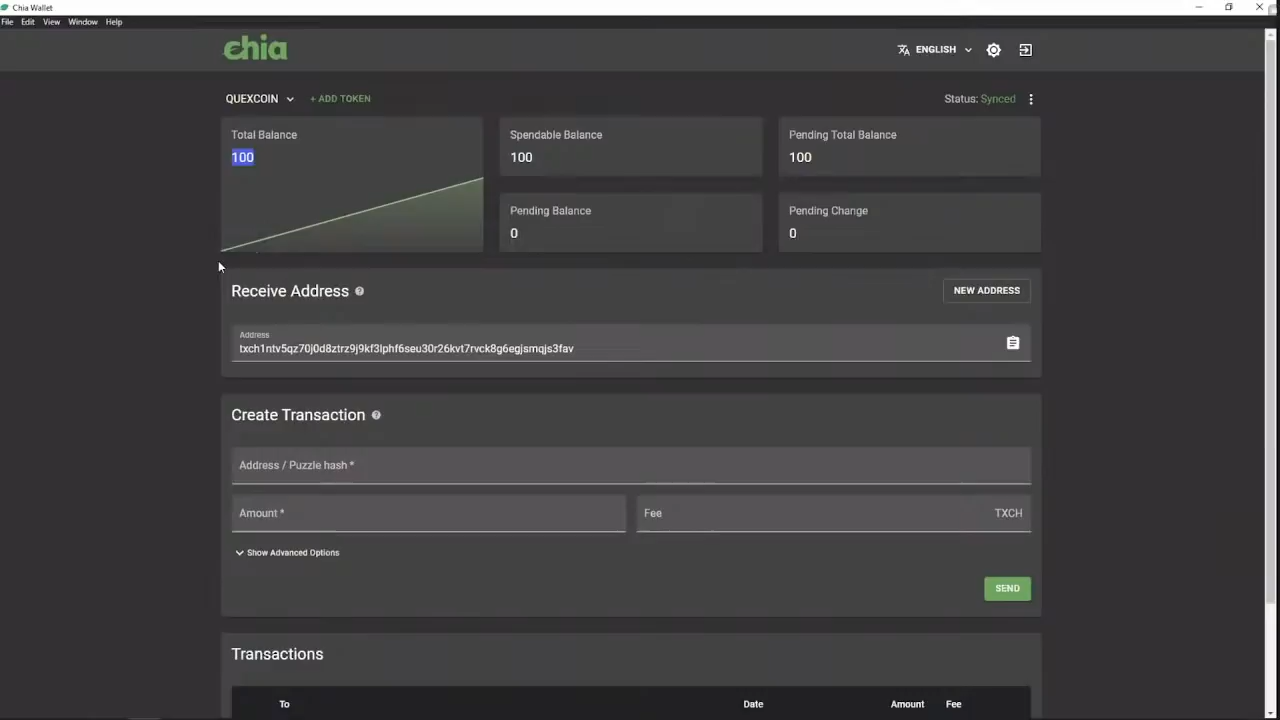 Chia Wallet
File Edit View Window Help
chia
ENGLISH
QUEXCOIN + ADD TOKEN
Status: Synced
Total Balance
100
Spendable Balance
100
Pending Total Balance
100
Pending Balance
0
Pending Change
0
Receive Address
NEW ADDRESS
Address
txch1ntv5qz70j0d8ztrz9j9kf3lphf6seu30r26kvt7rvck8g6egjsmqjs3fav
Create Transaction
Address / Puzzle hash *
Amount *
Fee TXCH
Show Advanced Options
SEND
Transactions
To Date Amount Fee